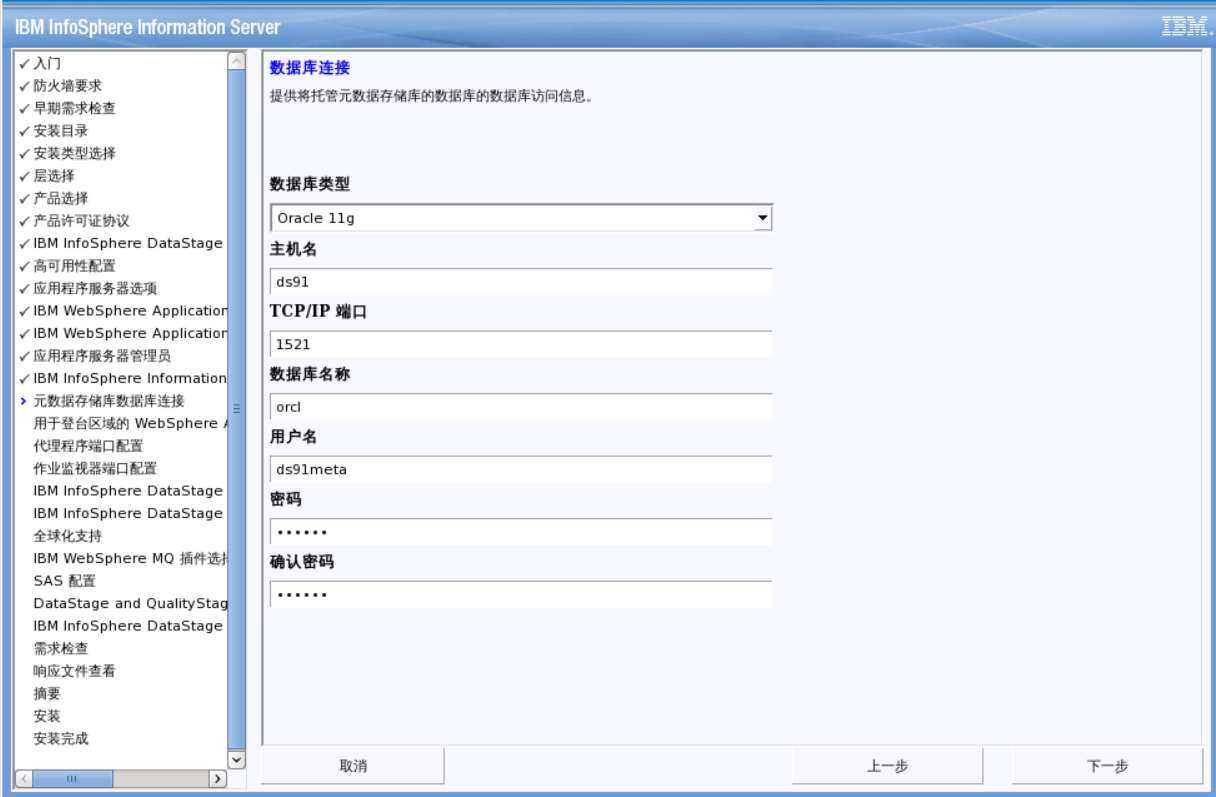 IBM InfoSphere Information Server
IBM.
✓ 入门
✓ 防火墙要求
✓ 早期需求检查
✓ 安装目录
✓ 安装类型选择
✓ 层选择
✓ 产品选择
✓ 产品许可证协议
✓ IBM InfoSphere DataStage
✓ 高可用性配置
✓ 应用程序服务器选项
✓ IBM WebSphere Application
✓ IBM WebSphere Application
✓ 应用程序服务器管理员
✓ IBM InfoSphere Information
› 元数据存储库数据库连接
用于登台区域的 WebSphere
代理程序端口配置
作业监视器端口配置
IBM InfoSphere DataStage
IBM InfoSphere DataStage
全球化支持
IBM WebSphere MQ 插件选
SAS 配置
DataStage and QualityStag
IBM InfoSphere DataStage
需求检查
响应文件查看
摘要
安装
安装完成
数据库连接
提供将托管元数据存储库的数据库的数据库访问信息。
数据库类型
Oracle 11g
主机名
ds91
TCP/IP 端口
1521
数据库名称
orcl
用户名
ds91meta
密码
••••••
确认密码
••••••
取消
上一步
下一步